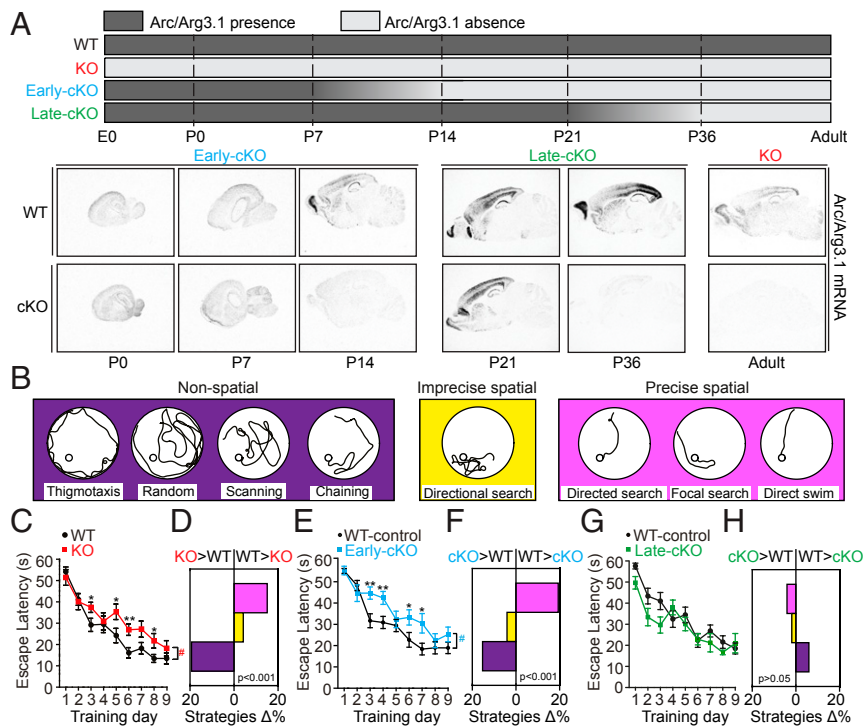 A
Arc/Arg3.1 presence
Arc/Arg3.1 absence
WT
KO
Early-cKO
Late-cKO
E0 P0 P7 P14 P21 P36 Adult
Early-cKO Late-cKO KO
WT
cKO
Arc/Arg3.1 mRNA
P0 P7 P14 P21 P36 Adult
B
Non-spatial Imprecise spatial Precise spatial
Thigmotaxis Random Scanning Chaining Directional search Directed search Focal search Direct swim
C
WT
KO
Escape Latency (s)
60
50
40
30
20
10
0
* * ** *
#
1 2 3 4 5 6 7 8 9
Training day
D
KO>WT WT>KO
p<0.001
20 0 20
Strategies Δ%
E
WT-control
Early-cKO
Escape Latency (s)
60
50
40
30
20
10
0
** ** * *
#
1 2 3 4 5 6 7 8 9
Training day
F
cKO>WT WT>cKO
p<0.001
20 0 20
Strategies Δ%
G
WT-control
Late-cKO
Escape Latency (s)
60
50
40
30
20
10
0
1 2 3 4 5 6 7 8 9
Training day
H
cKO>WT WT>cKO
p>0.05
20 0 20
Strategies Δ%